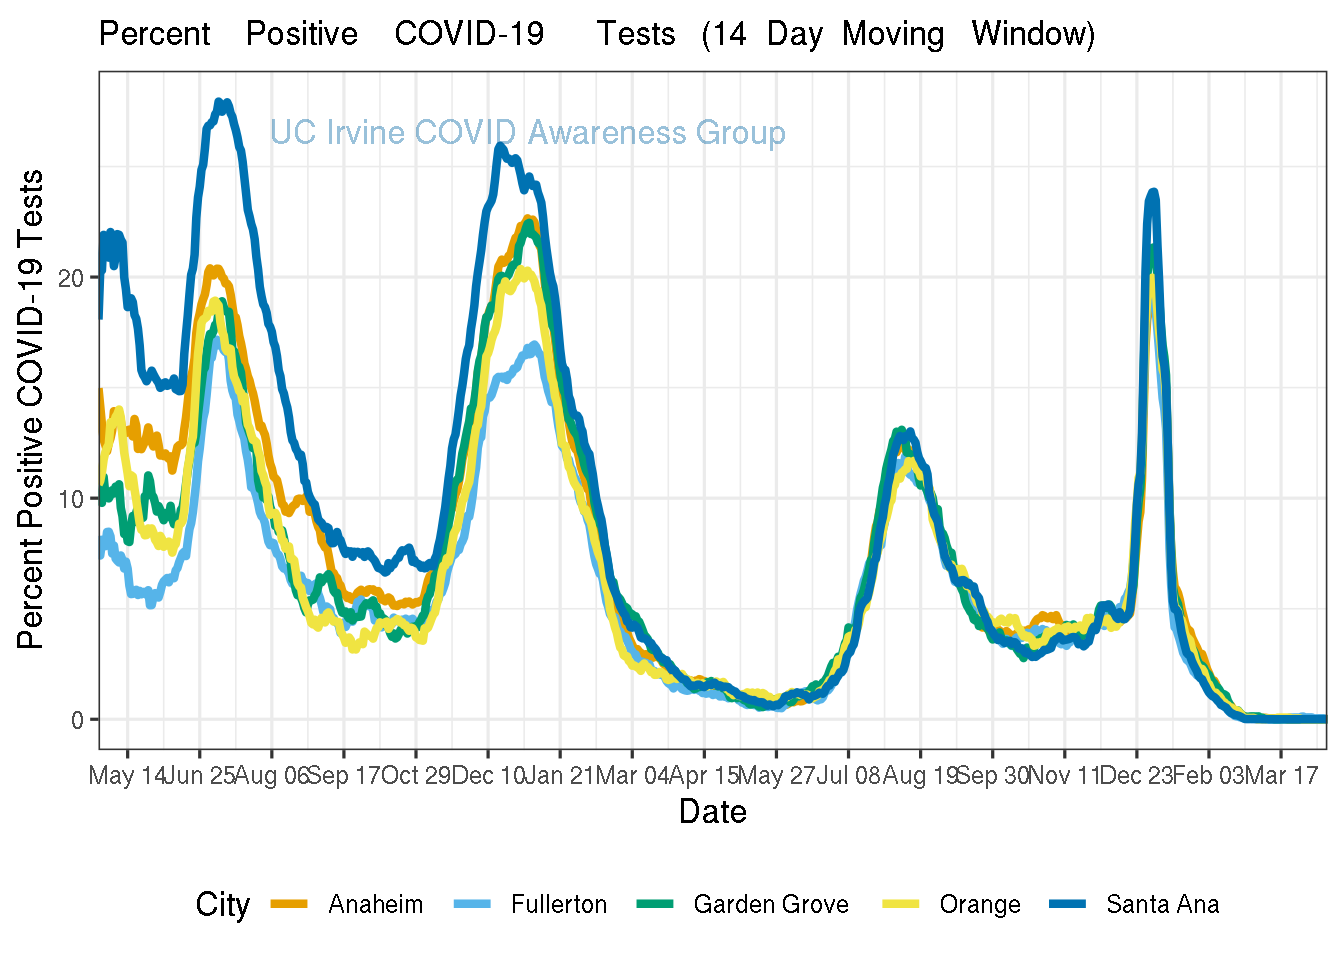 Percent Positive COVID-19 Tests (14 Day Moving Window)
UC Irvine COVID Awareness Group
Percent Positive COVID-19 Tests
20
10
0
May 14 Jun 25 Aug 06 Sep 17 Oct 29 Dec 10 Jan 21 Mar 04 Apr 15 May 27 Jul 08 Aug 19 Sep 30 Nov 11 Dec 23 Feb 03 Mar 17
Date
City Anaheim Fullerton Garden Grove Orange Santa Ana